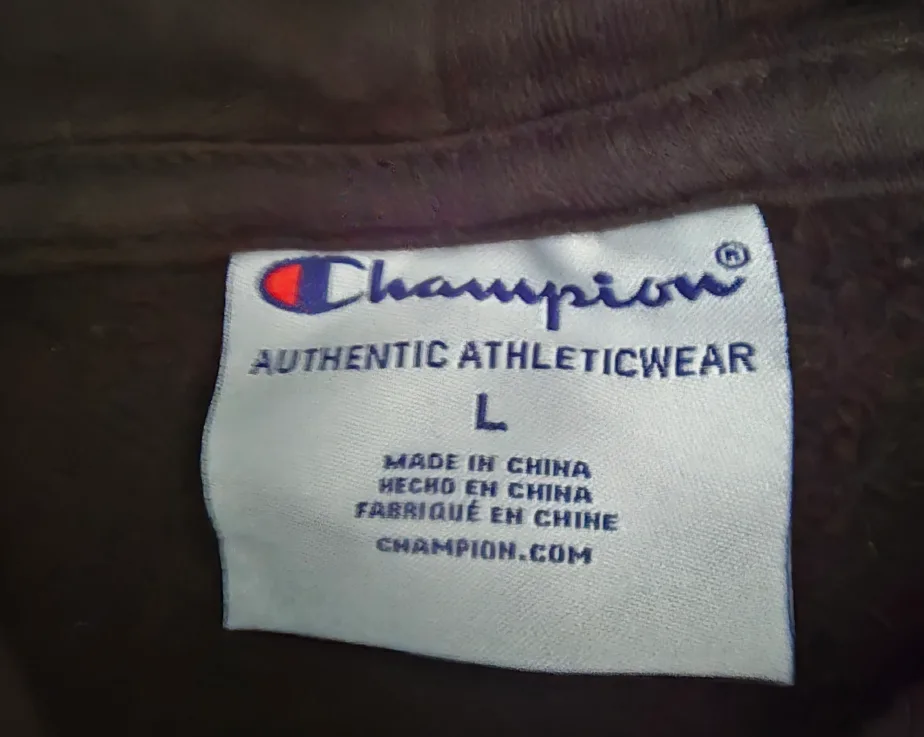 Champion®
AUTHENTIC ATHLETICWEAR
L
MADE IN CHINA
HECHO EN CHINA
FABRIQUÉ EN CHINE
CHAMPION.COM